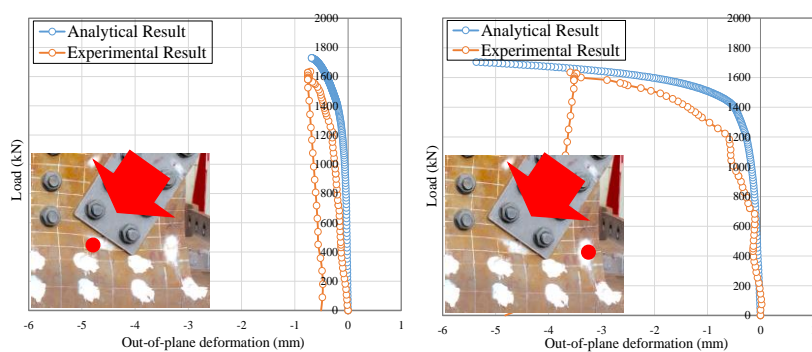 2000
1800
1600
1400
1200
1000
800
600
400
200
0
Analytical Result
Experimental Result
Load (kN)
-6 -5 -4 -3 -2 -1 0 1
Out-of-plane deformation (mm)
2000
1800
1600
1400
1200
1000
800
600
400
200
0
Analytical Result
Experimental Result
Load (kN)
-6 -5 -4 -3 -2 -1 0
Out-of-plane deformation (mm)